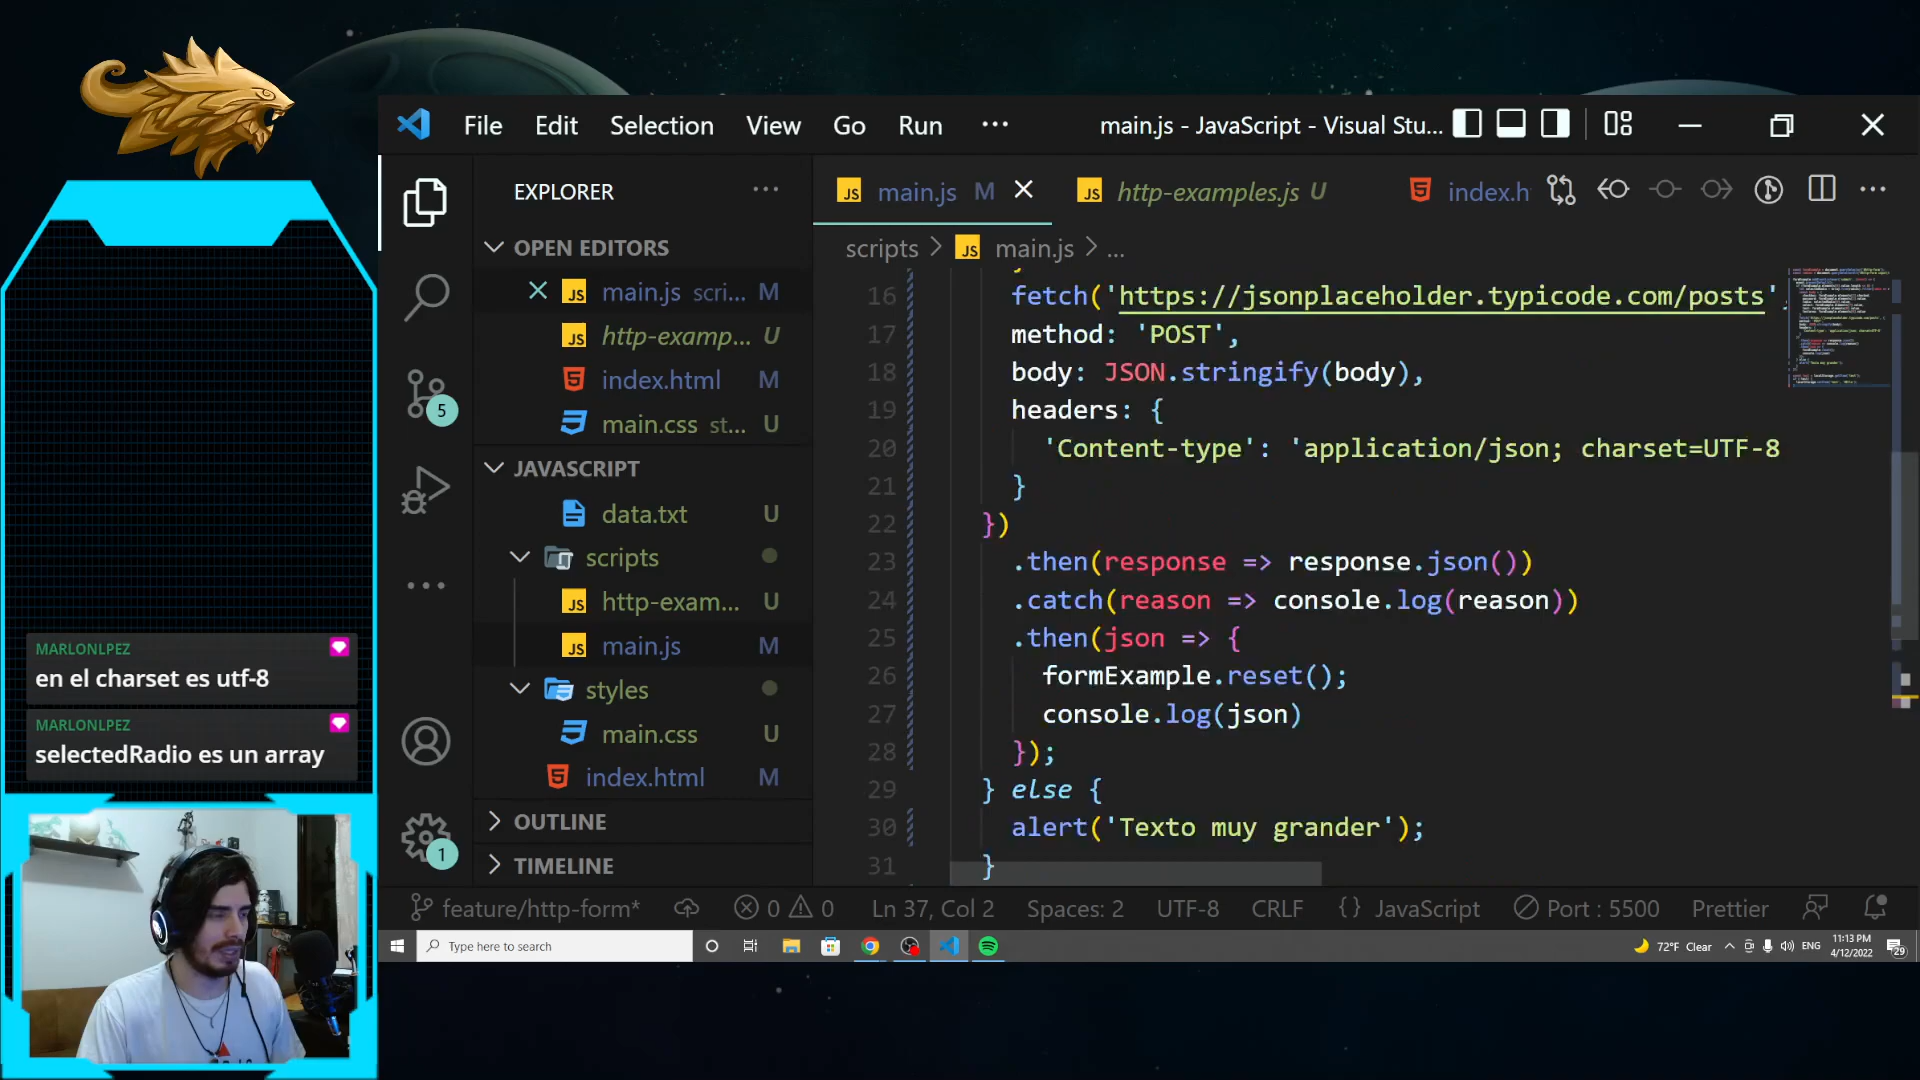 File Edit Selection View Go Run ···
main.js - JavaScript - Visual Stu...
EXPLORER ···
OPEN EDITORS
main.js scri... M
http-examp... U
index.html M
main.css st... U
JAVASCRIPT
data.txt U
scripts
http-exam... U
main.js M
styles
main.css U
index.html M
OUTLINE
TIMELINE
5
1
main.js M
http-examples.js U
index.h
scripts > JS main.js > ...
16 fetch('https://jsonplaceholder.typicode.com/posts',
17 method: 'POST',
18 body: JSON.stringify(body),
19 headers: {
20 'Content-type': 'application/json; charset=UTF-8
21 }
22 })
23 .then(response => response.json())
24 .catch(reason => console.log(reason))
25 .then(json => {
26 formExample.reset();
27 console.log(json)
28 });
29 } else {
30 alert('Texto muy grander');
31 }
MARLONLPEZ
en el charset es utf-8
MARLONLPEZ
selectedRadio es un array
feature/http-form* 0 0 Ln 37, Col 2 Spaces: 2 UTF-8 CRLF {} JavaScript Port : 5500 Prettier
Type here to search
72°F Clear ENG 11:13 PM
4/12/2022
29